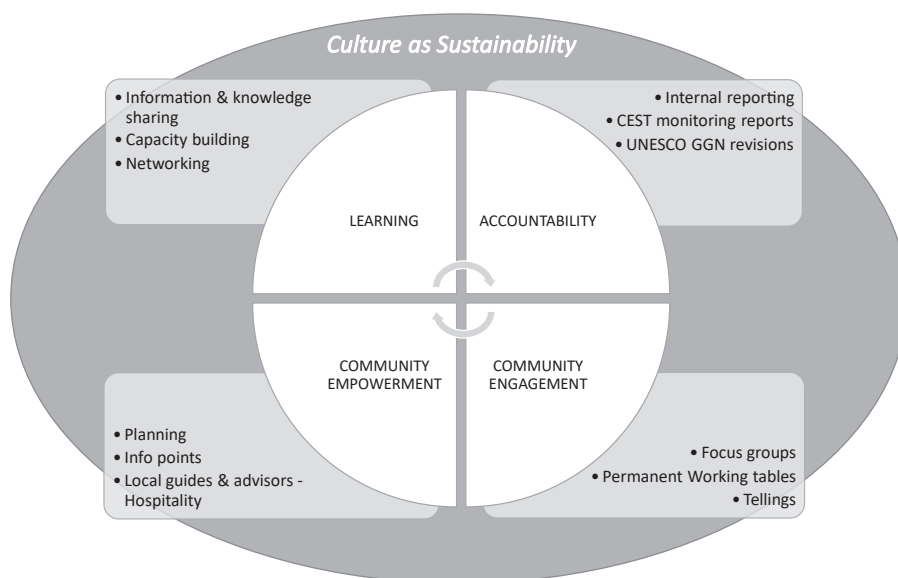 Culture as Sustainability
• Information & knowledge
sharing
• Capacity building
• Networking
• Internal reporting
• CEST monitoring reports
• UNESCO GGN revisions
LEARNING
ACCOUNTABILITY
COMMUNITY
EMPOWERMENT
COMMUNITY
ENGAGEMENT
• Planning
• Info points
• Local guides & advisors -
Hospitality
• Focus groups
• Permanent Working tables
• Tellings